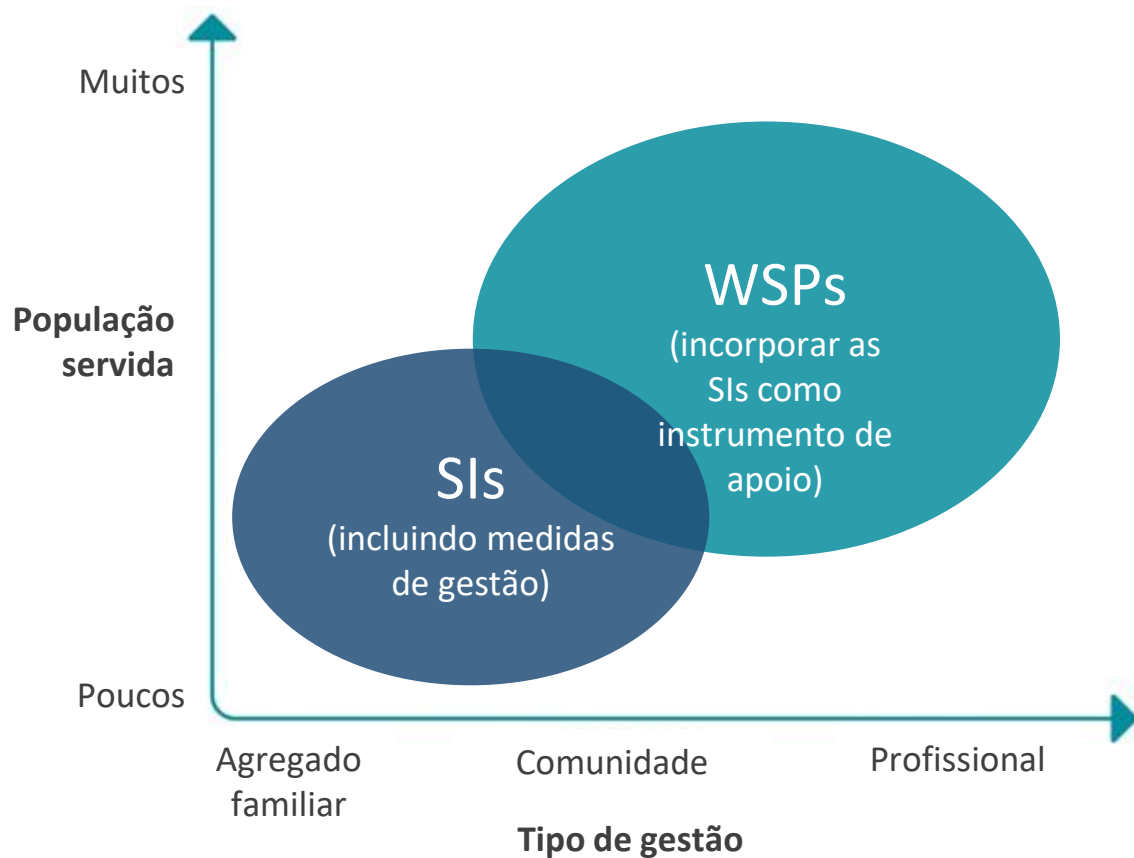 Muitos
População
servida
WSPs
(incorporar as
SIs como
instrumento de
apoio)
SIs
(incluindo medidas
de gestão)
Poucos
Agregado
familiar
Comunidade
Profissional
Tipo de gestão